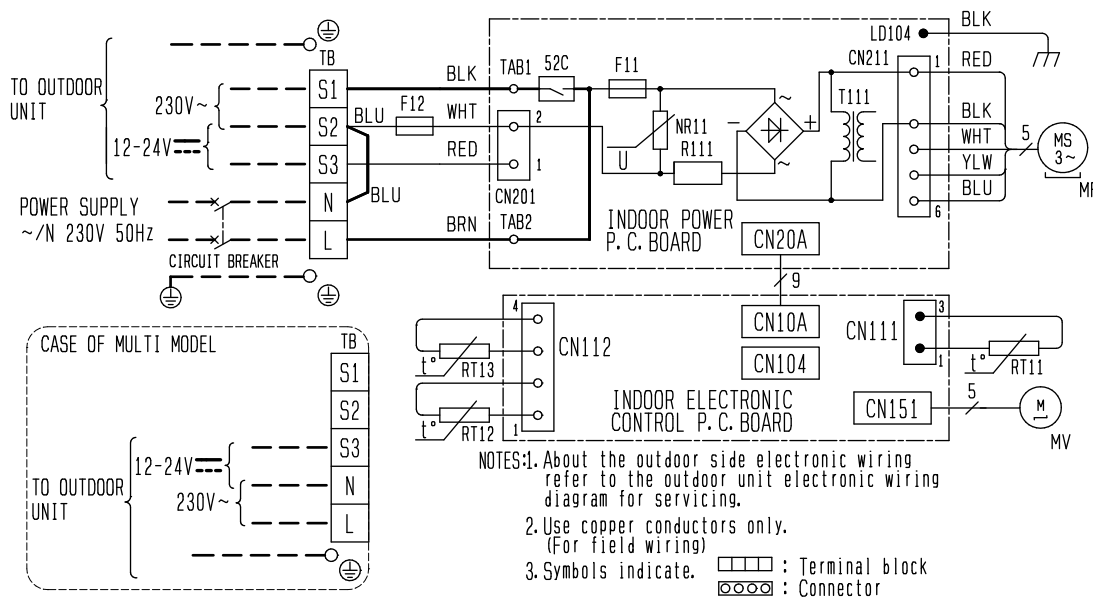 BLK
LD104
TB
TAB1
52C
F11
CN211
1
RED
TO OUTDOOR
UNIT
S1
BLK
230V~
BLU
F12
WHT
2
~
T111
BLK
S2
NR11
−
+
WHT
5
MS
3~
12-24V
S3
RED
1
U
R111
~
YLW
BLU
CN201
BLU
6
POWER SUPPLY
~/N 230V 50Hz
N
BRN
TAB2
INDOOR POWER
P.C.BOARD
L
CN20A
CIRCUIT BREAKER
9
4
CN10A
CN111
3
CN112
CN104
1
t°
RT13
t°
RT11
INDOOR ELECTRONIC
CONTROL P.C.BOARD
CN151
5
M
t°
RT12
1
MV
CASE OF MULTI MODEL
TB
S1
S2
S3
12-24V
N
TO OUTDOOR
UNIT
230V~
L
NOTES:1. About the outdoor side electronic wiring
refer to the outdoor unit electronic wiring
diagram for servicing.
2. Use copper conductors only.
(For field wiring)
3. Symbols indicate.
: Terminal block
: Connector